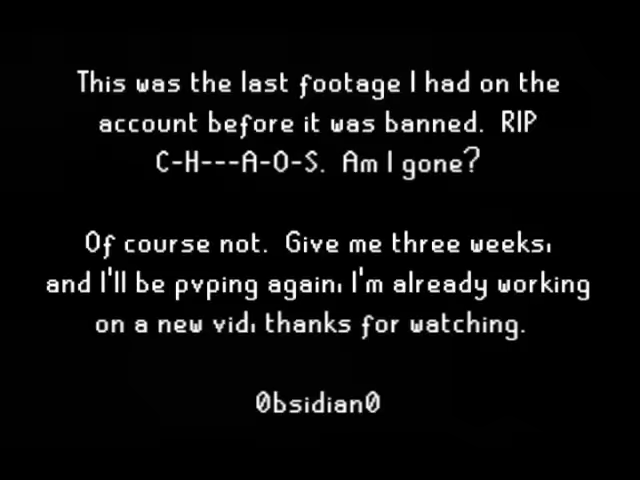 This was the last footage I had on the
account before it was banned.  RIP
C-H---A-O-S.  Am I gone?
Of course not.  Give me three weeks,
and I'll be pvping again, I'm already working
on a new vid, thanks for watching.
0bsidian0